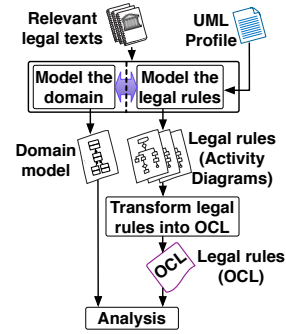 Relevant
legal texts
UML
Profile
Model the
domain
Model the
legal rules
Domain
model
Legal rules
(Activity
Diagrams)
Transform legal
rules into OCL
OCL
Legal rules
(OCL)
Analysis